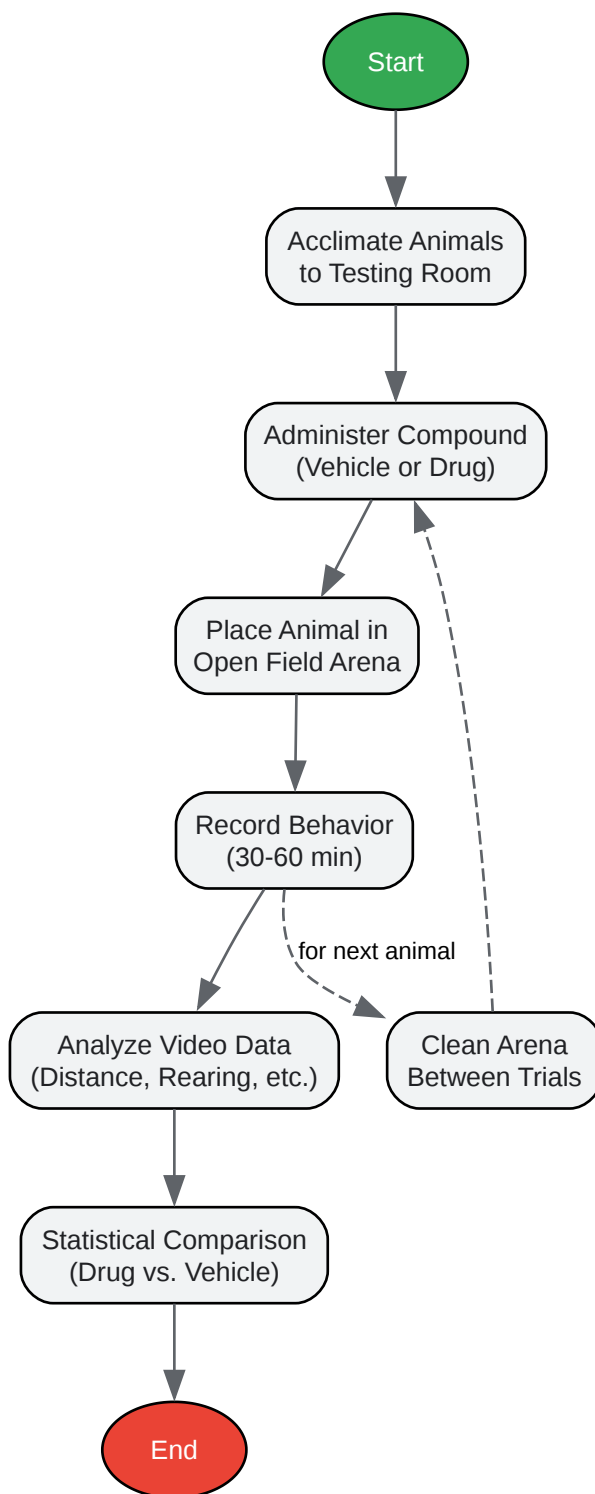 Start
Acclimate Animals
to Testing Room
Administer Compound
(Vehicle or Drug)
Place Animal in
Open Field Arena
Record Behavior
(30-60 min)
for next animal
Analyze Video Data
(Distance, Rearing, etc.)
Clean Arena
Between Trials
Statistical Comparison
(Drug vs. Vehicle)
End